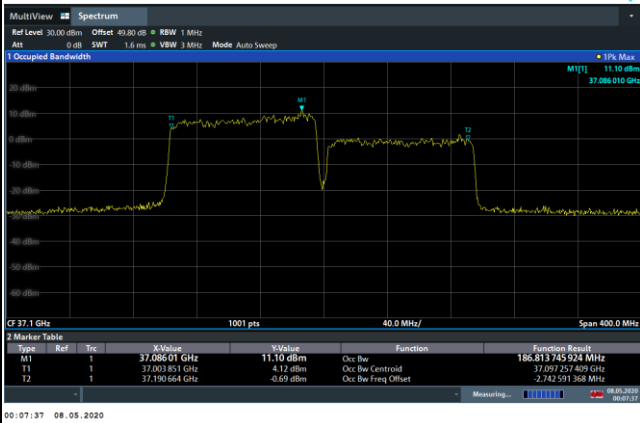 MultiView Spectrum
Ref Level 30.00 dBm Offset 49.80 dB RBW 1 MHz
Att 0 dB SWT 1.6 ms VBW 3 MHz Mode Auto Sweep
1 Occupied Bandwidth 1Pk Max
M1[1] 11.10 dBm
37.086 010 GHz
20 dBm
M1
10 dBm
T1
T2
0 dBm
-10 dBm
-20 dBm
-30 dBm
-40 dBm
-50 dBm
-60 dBm
CF 37.1 GHz 1001 pts 40.0 MHz/ Span 400.0 MHz
2 Marker Table
Type Ref Trc X-Value Y-Value Function Function Result
M1 1 37.086 01 GHz 11.10 dBm Occ Bw 186.813 745 924 MHz
T1 1 37.003 851 GHz 4.12 dBm Occ Bw Centroid 37.097 257 409 GHz
T2 1 37.190 664 GHz -0.69 dBm Occ Bw Freq Offset -2.742 591 368 MHz
Measuring... 08.05.2020
00:07:37
00:07:37 08.05.2020